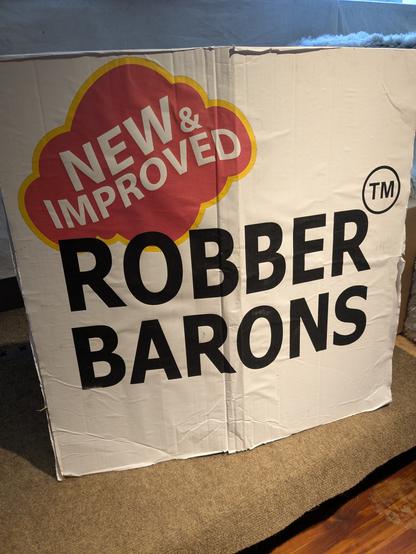 NEW &
IMPROVED
ROBBER TM
BARONS